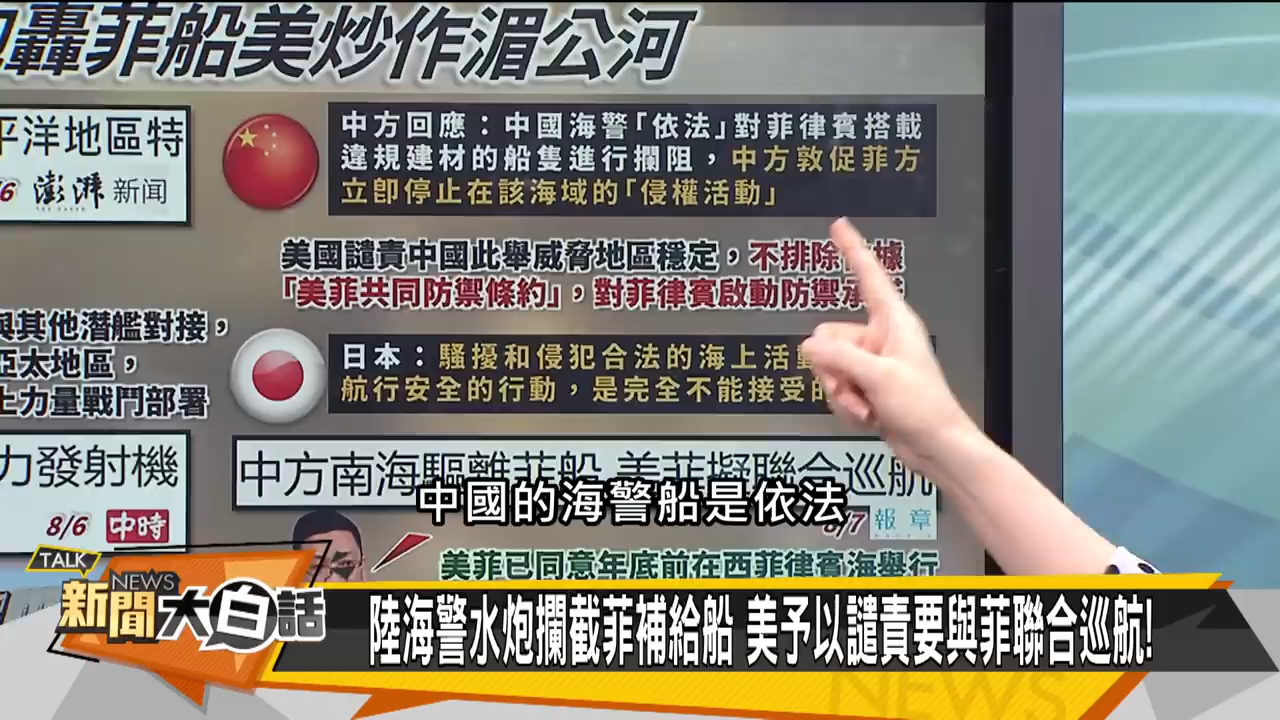 轟菲船美炒作湄公河
平洋地區特
6 澎湃新闻
THE PAPER
中方回應：中國海警「依法」對菲律賓搭載
違規建材的船隻進行攔阻，中方敦促菲方
立即停止在該海域的「侵權活動」
美國譴責中國此舉威脅地區穩定，不排除 據
「美菲共同防禦條約」，對菲律賓啟動防禦承
與其他潛艦對接，
亞太地區，
力量戰鬥部署
日本：騷擾和侵犯合法的海上活
航行安全的行動，是完全不能接受的
力發射機
8/6 中時
中方南海驅離菲船 美菲擬聯合巡航
8/7 報章
中國的海警船是依法
美菲已同意年底前在西菲律賓海舉行
TALK
NEWS
新聞大白話
陸海警水炮攔截菲補給船 美予以譴責要與菲聯合巡航!
NEWS